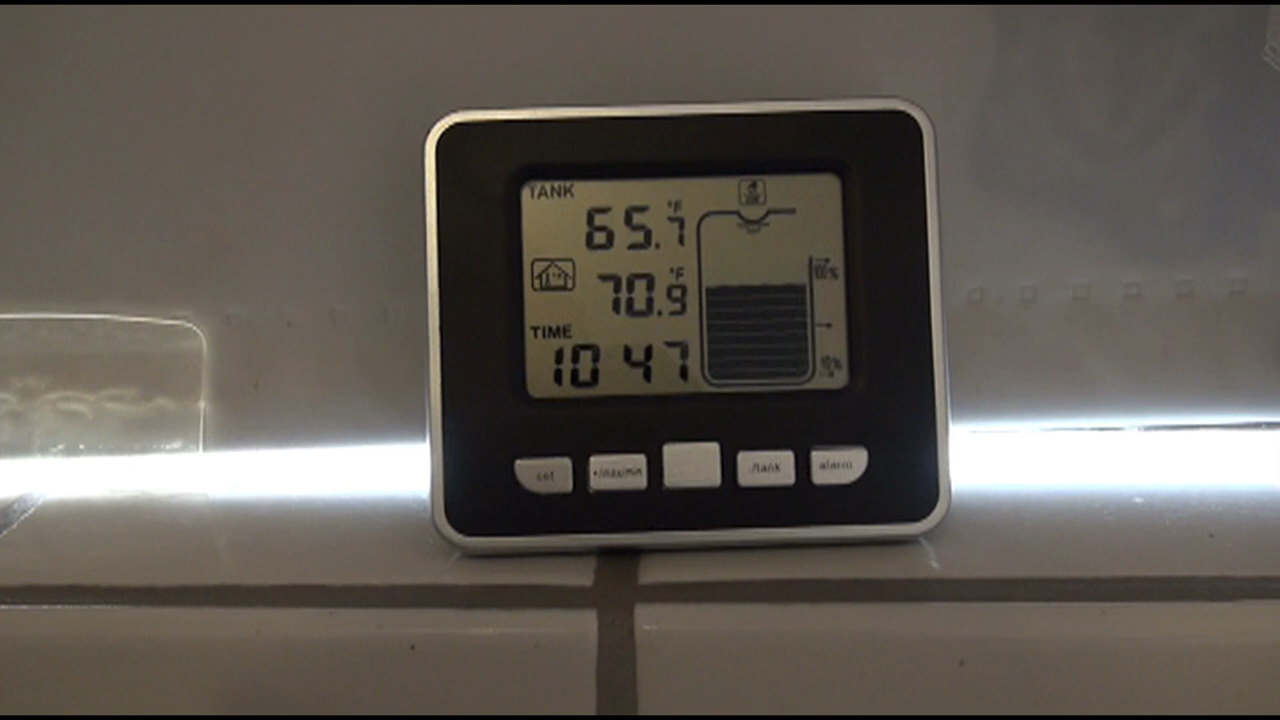 TANK
65.7 °F
70.9 °F
TIME
10 47
100%
10%
set
+/max/min
-/tank
alarm